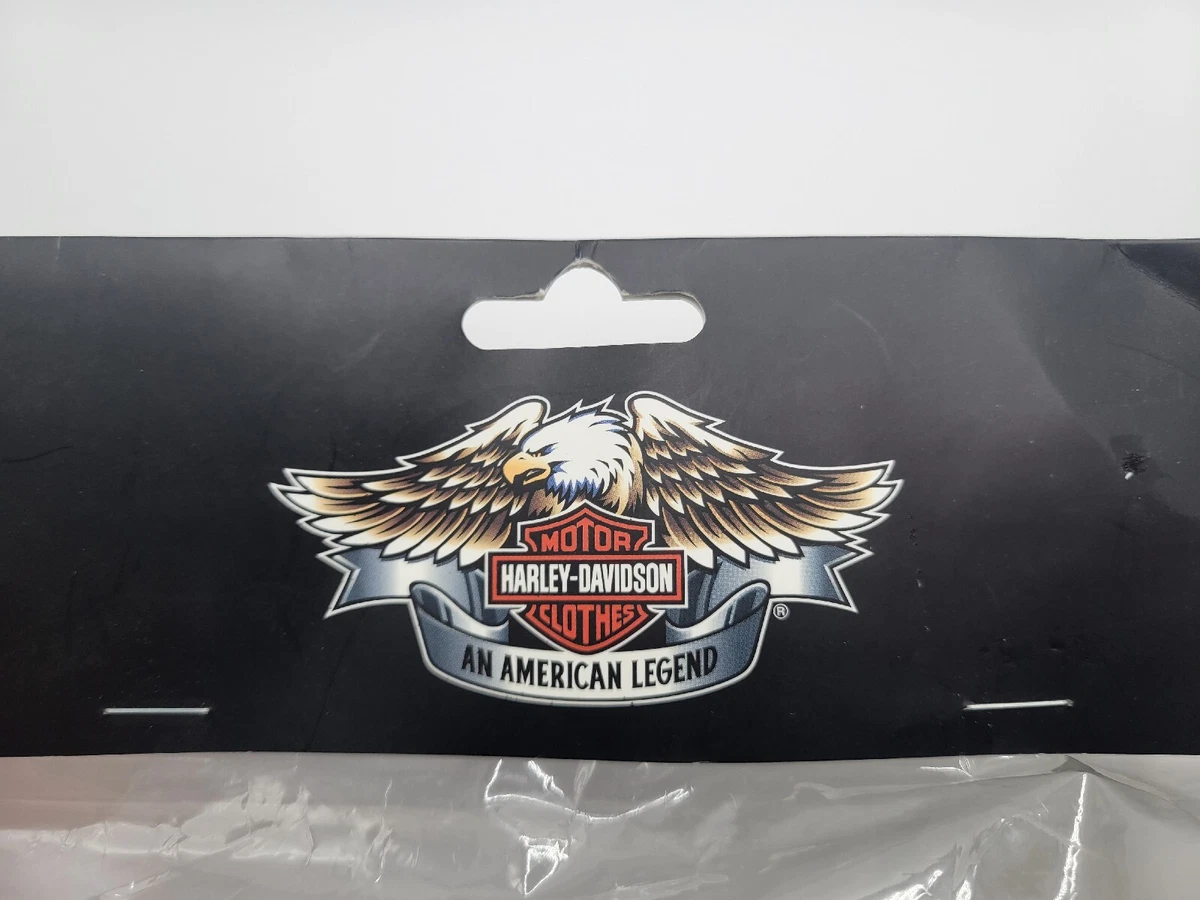 MOTOR
HARLEY-DAVIDSON
CLOTHES
®
AN AMERICAN LEGEND